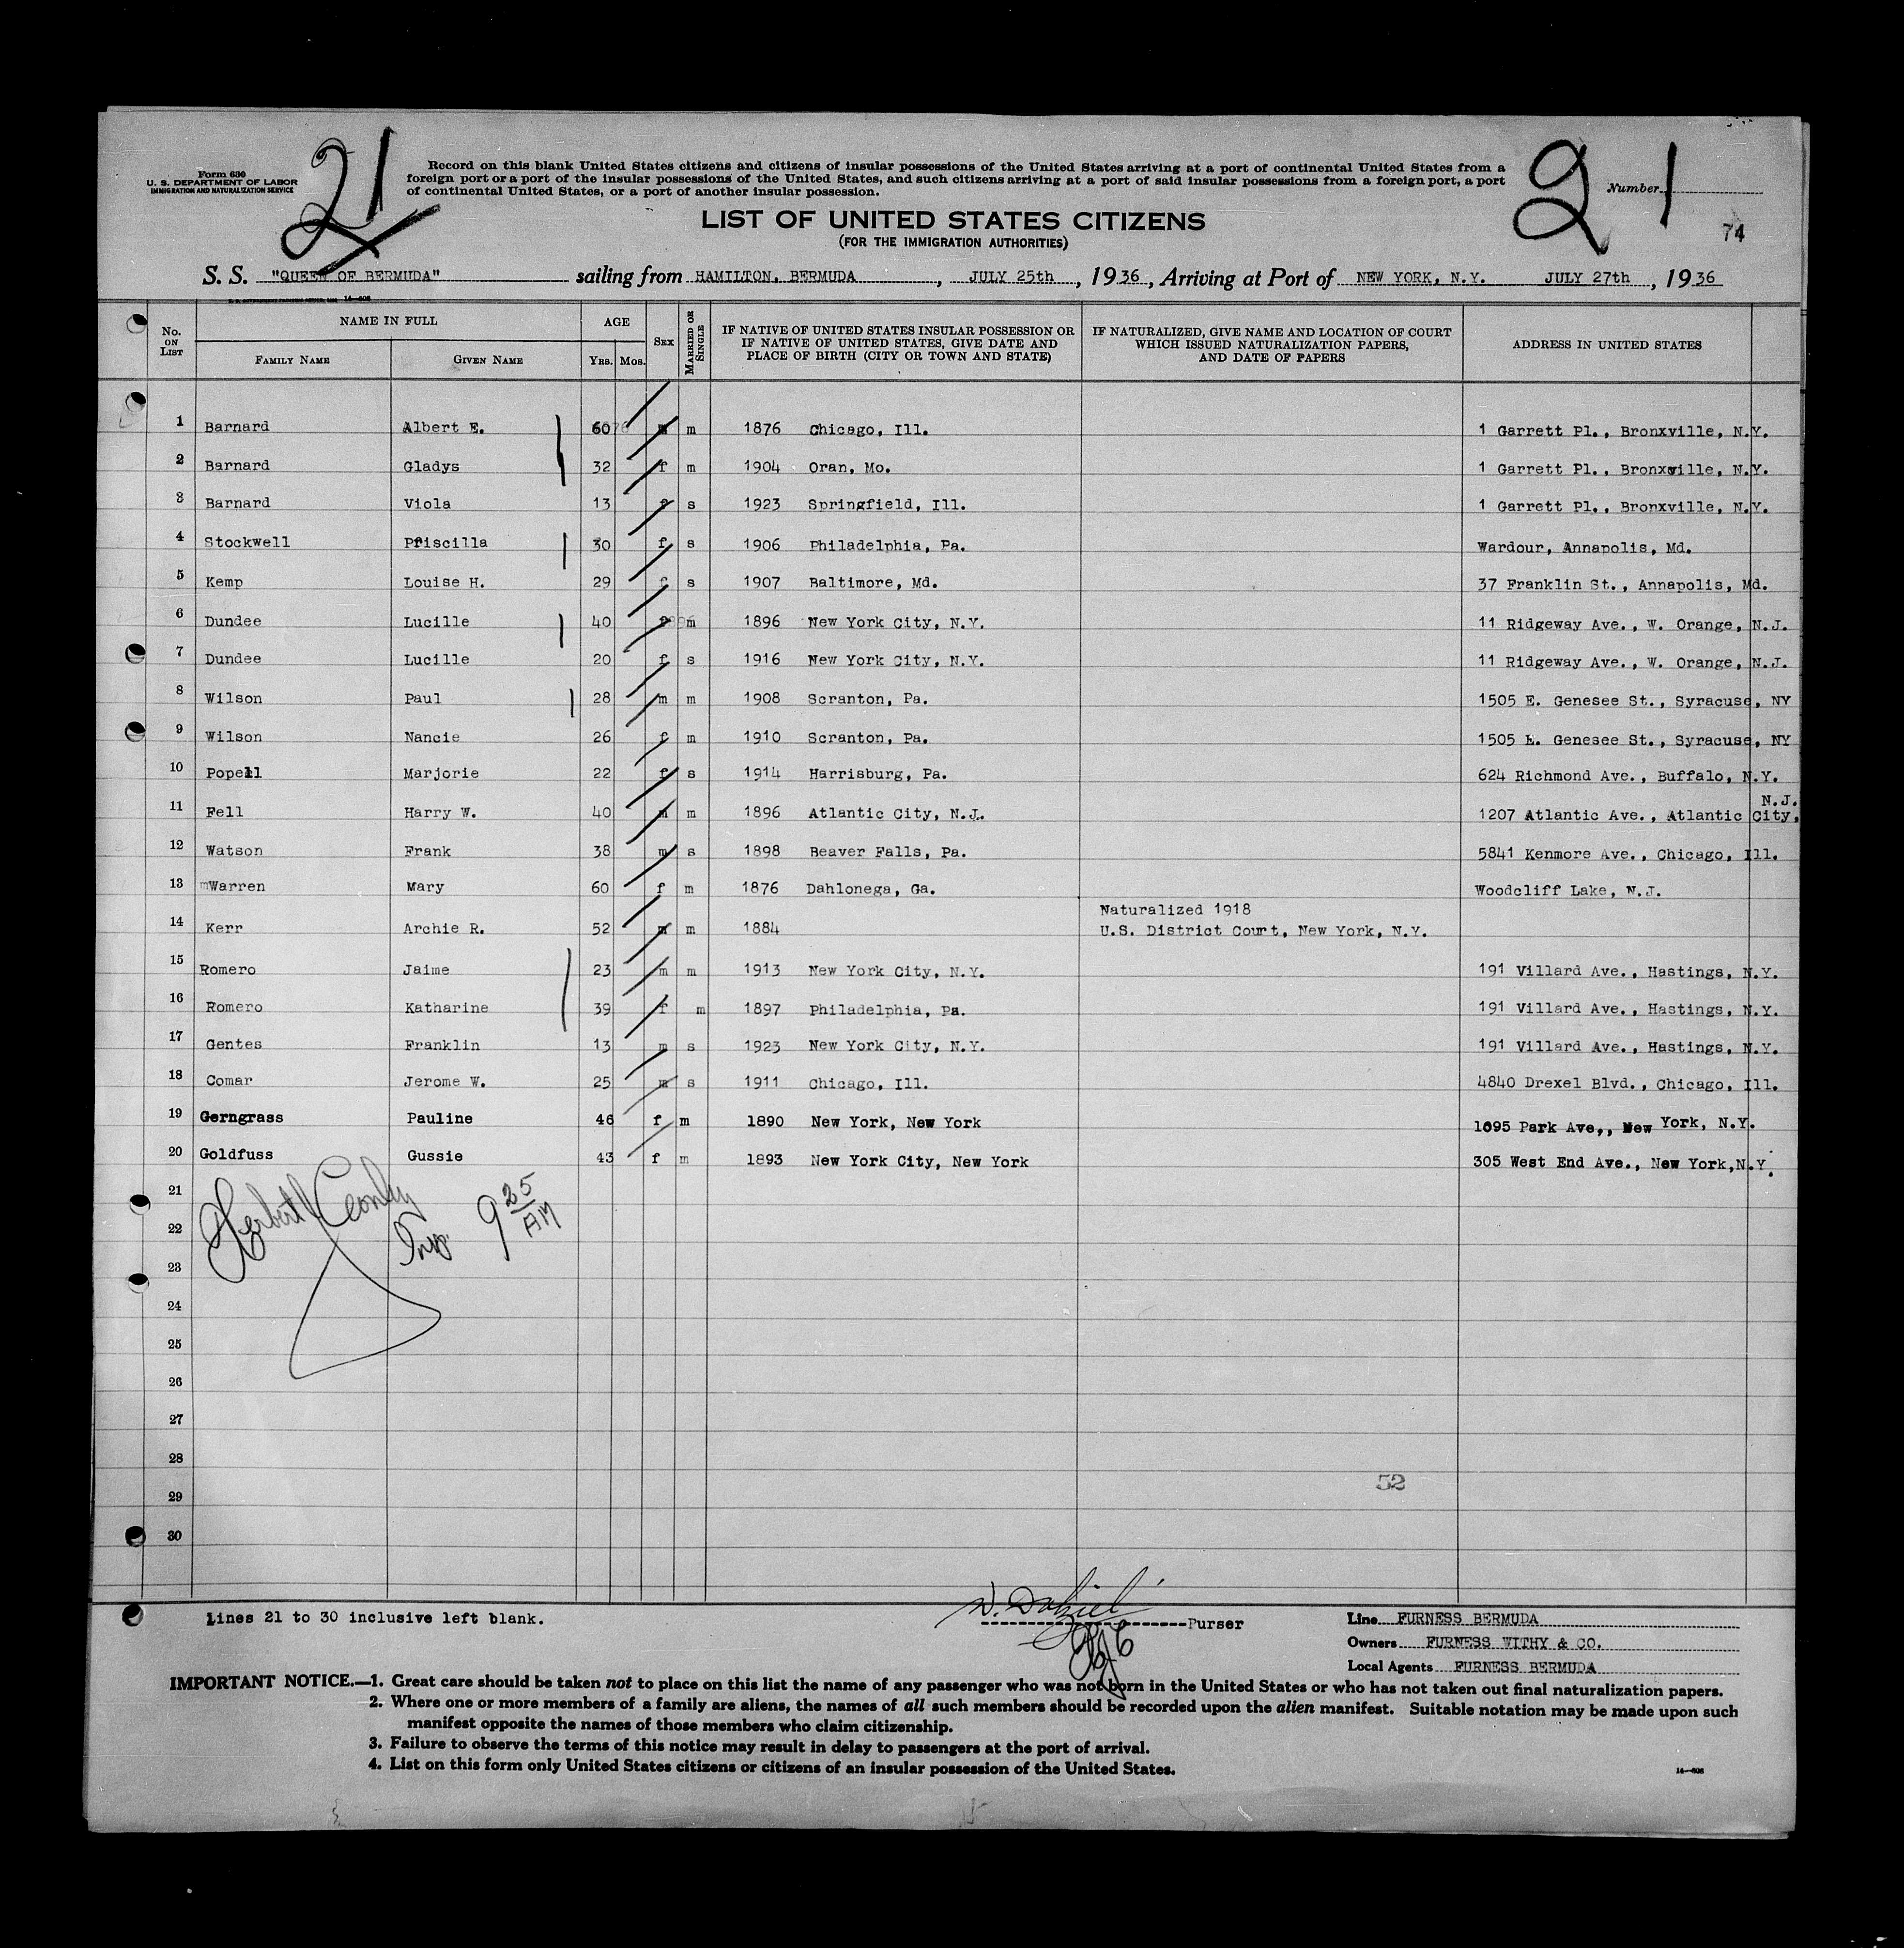 Form 630
U. S. DEPARTMENT OF LABOR
IMMIGRATION AND NATURALIZATION SERVICE
21
Record on this blank United States citizens and citizens of insular possessions of the United States arriving at a port of continental United States from a
foreign port or a port of the insular possessions of the United States, and such citizens arriving at a port of said insular possessions from a foreign port, a port
of continental United States, or a port of another insular possession.
21
Number
74
LIST OF UNITED STATES CITIZENS
(FOR THE IMMIGRATION AUTHORITIES)
S. S. "QUEEN OF BERMUDA" sailing from HAMILTON, BERMUDA, JULY 25th, 1936, Arriving at Port of NEW YORK, N.Y. JULY 27th, 1936
14—608
No. ON LIST NAME IN FULL FAMILY NAME GIVEN NAME AGE YRS. MOS. SEX MARRIED OR SINGLE IF NATIVE OF UNITED STATES INSULAR POSSESSION OR IF NATIVE OF UNITED STATES, GIVE DATE AND PLACE OF BIRTH (CITY OR TOWN AND STATE) IF NATURALIZED, GIVE NAME AND LOCATION OF COURT WHICH ISSUED NATURALIZATION PAPERS, AND DATE OF PAPERS ADDRESS IN UNITED STATES
1 Barnard Albert E. 60 m m 1876 Chicago, Ill. 1 Garrett Pl., Bronxville, N.Y.
2 Barnard Gladys 32 f m 1904 Oran, Mo. 1 Garrett Pl., Bronxville, N.Y.
3 Barnard Viola 13 f s 1923 Springfield, Ill. 1 Garrett Pl., Bronxville, N.Y.
4 Stockwell Priscilla 30 f s 1906 Philadelphia, Pa. Wardour, Annapolis, Md.
5 Kemp Louise H. 29 f s 1907 Baltimore, Md. 37 Franklin St., Annapolis, Md.
6 Dundee Lucille 40 f m 1896 New York City, N.Y. 11 Ridgeway Ave., W. Orange, N.J.
7 Dundee Lucille 20 f s 1916 New York City, N.Y. 11 Ridgeway Ave., W. Orange, N.J.
8 Wilson Paul 28 m m 1908 Scranton, Pa. 1505 E. Genesee St., Syracuse, NY
9 Wilson Nancie 26 f m 1910 Scranton, Pa. 1505 E. Genesee St., Syracuse, NY
10 Popell Marjorie 22 f s 1914 Harrisburg, Pa. 624 Richmond Ave., Buffalo, N.Y.
11 Fell Harry W. 40 m m 1896 Atlantic City, N.J. 1207 Atlantic Ave., Atlantic City, N.J.
12 Watson Frank 38 m s 1898 Beaver Falls, Pa. 5841 Kenmore Ave., Chicago, Ill.
13 Warren Mary 60 f m 1876 Dahlonega, Ga. Woodcliff Lake, N.J.
14 Kerr Archie R. 52 m m 1884 Naturalized 1918 U.S. District Court, New York, N.Y.
15 Romero Jaime 23 m m 1913 New York City, N.Y. 191 Villard Ave., Hastings, N.Y.
16 Romero Katharine 39 f m 1897 Philadelphia, Pa. 191 Villard Ave., Hastings, N.Y.
17 Gentes Franklin 13 m s 1923 New York City, N.Y. 191 Villard Ave., Hastings, N.Y.
18 Comar Jerome W. 25 m s 1911 Chicago, Ill. 4840 Drexel Blvd., Chicago, Ill.
19 Gerngrass Pauline 46 f m 1890 New York, New York 1095 Park Ave,, New York, N.Y.
20 Goldfuss Gussie 43 f m 1893 New York City, New York 305 West End Ave., New York,N.Y.
21
22
23
24
25
26
27
28
29
30
Herbert Insp. 9 25 AM
52
Lines 21 to 30 inclusive left blank.
Purser
Line FURNESS BERMUDA
Owners FURNESS WITHY & CO.
Local Agents FURNESS BERMUDA
IMPORTANT NOTICE.—1. Great care should be taken not to place on this list the name of any passenger who was not born in the United States or who has not taken out final naturalization papers.
2. Where one or more members of a family are aliens, the names of all such members should be recorded upon the alien manifest. Suitable notation may be made upon such
manifest opposite the names of those members who claim citizenship.
3. Failure to observe the terms of this notice may result in delay to passengers at the port of arrival.
4. List on this form only United States citizens or citizens of an insular possession of the United States.
14—608